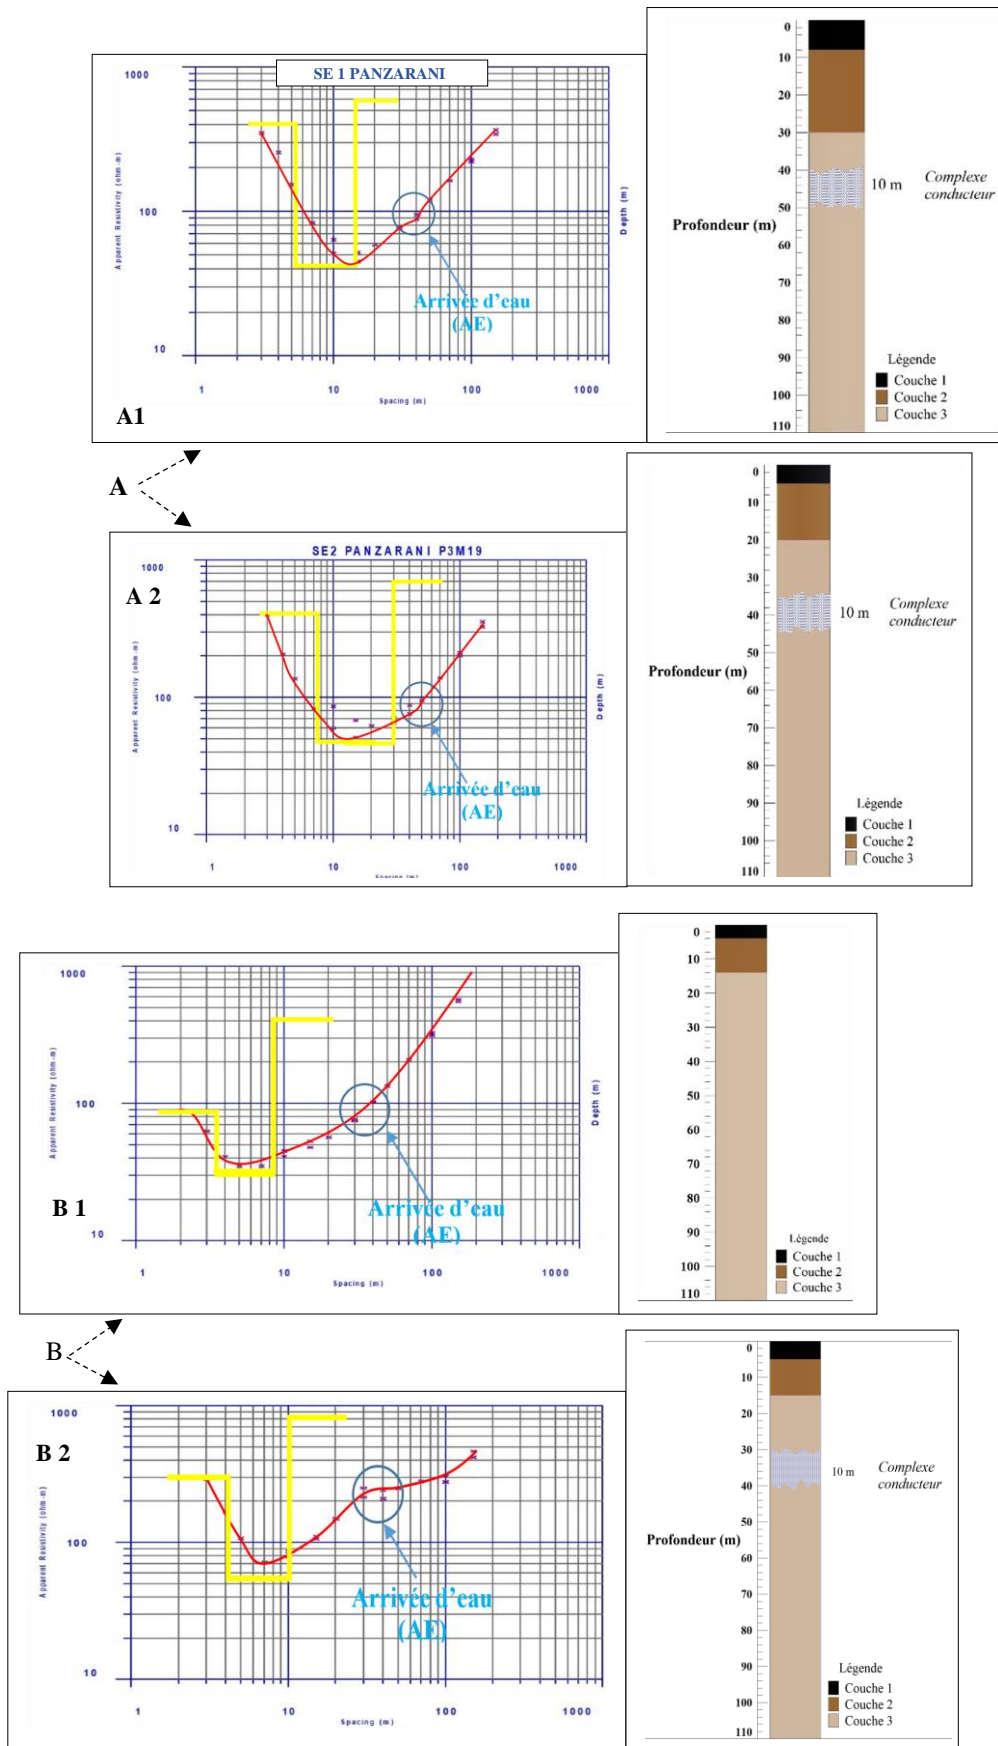 SE 1 PANZARANI
1000
100
10
Apparent Resistivity (ohm-m)
Depth (m)
1 10 100 1000
Spacing (m)
Arrivée d’eau
(AE)
A1
0
10
20
30
40
50
60
70
80
90
100
110
Profondeur (m)
10 m
Complexe
conducteur
Légende
Couche 1
Couche 2
Couche 3
A
SE2 PANZARANI P3M19
A 2
1000
100
10
Apparent Resistivity (ohm-m)
Depth (m)
1 10 100 1000
Spacing (m)
Arrivée d’eau
(AE)
0
10
20
30
40
50
60
70
80
90
100
110
Profondeur (m)
10 m
Complexe
conducteur
Légende
Couche 1
Couche 2
Couche 3
1000
100
10
Apparent Resistivity (ohm-m)
Depth (m)
1 10 100 1000
Spacing (m)
Arrivée d’eau
(AE)
B 1
0
10
20
30
40
50
60
70
80
90
100
110
Légende
Couche 1
Couche 2
Couche 3
B
B 2
1000
100
10
Apparent Resistivity (ohm-m)
1 10 100 1000
Spacing (m)
Arrivée d’eau
(AE)
0
10
20
30
40
50
60
70
80
90
100
110
Profondeur (m)
10 m
Complexe
conducteur
Légende
Couche 1
Couche 2
Couche 3